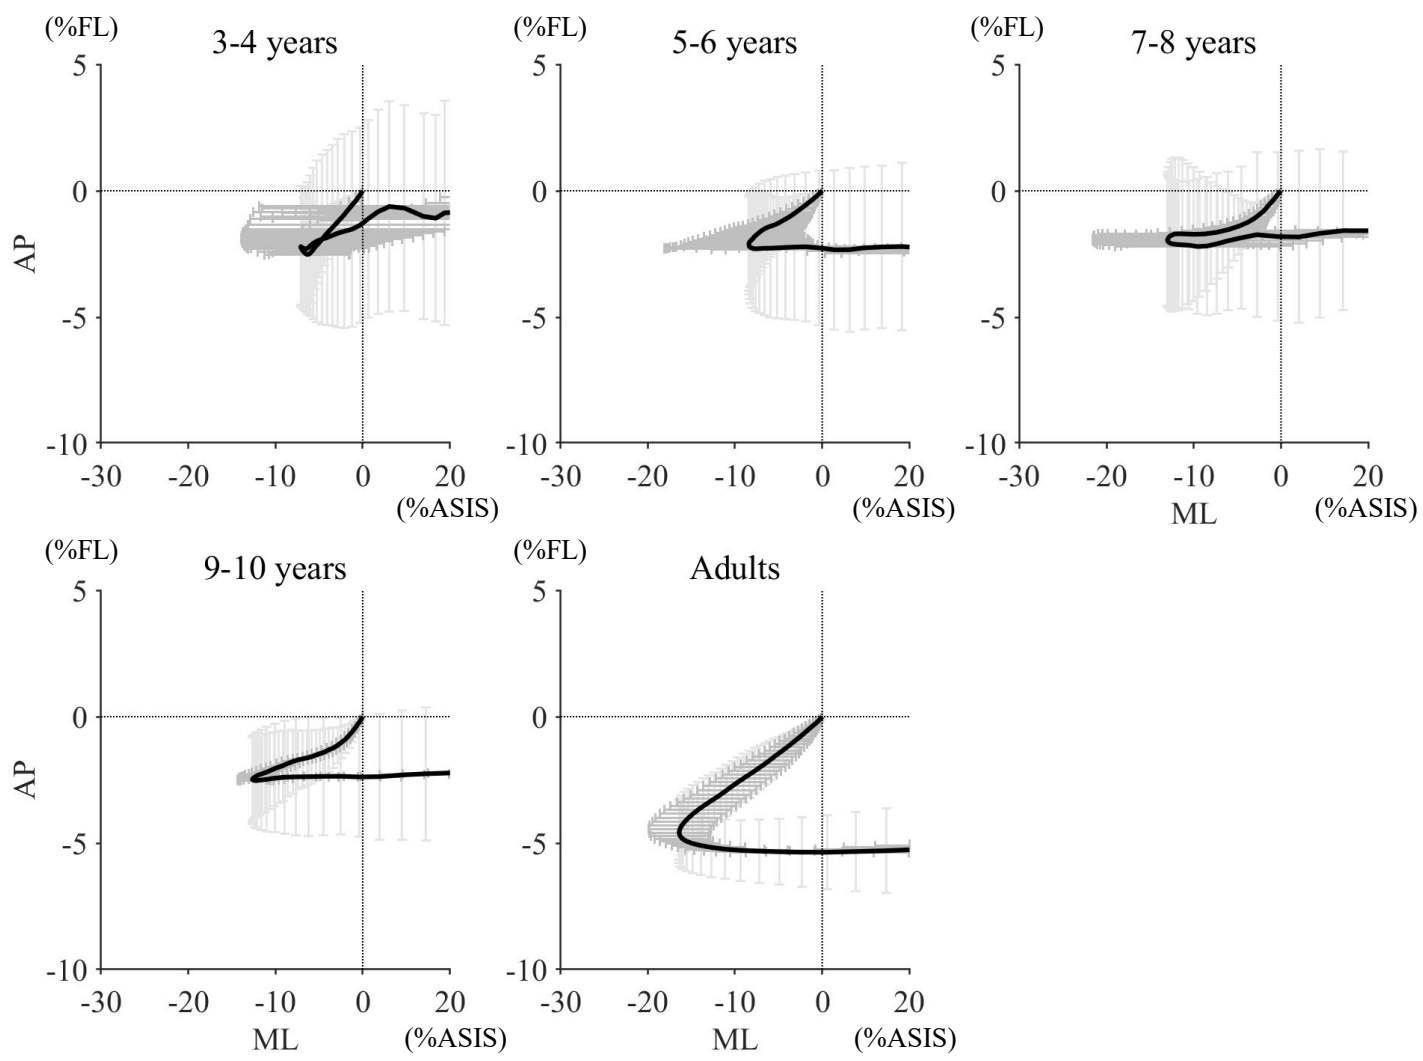 (%FL) (%FL) (%FL)
3-4 years 5-6 years 7-8 years
5 5 5
0 0 0
AP
-5 -5 -5
-10 -10 -10
-30 -20 -10 0 20 -30 -20 -10 0 20 -30 -20 -10 0 20
(%ASIS) (%ASIS) ML (%ASIS)
(%FL) (%FL)
9-10 years Adults
5 5
0 0
AP
-5 -5
-10 -10
-30 -20 -10 0 20 -30 -20 -10 0 20
ML (%ASIS) ML (%ASIS)